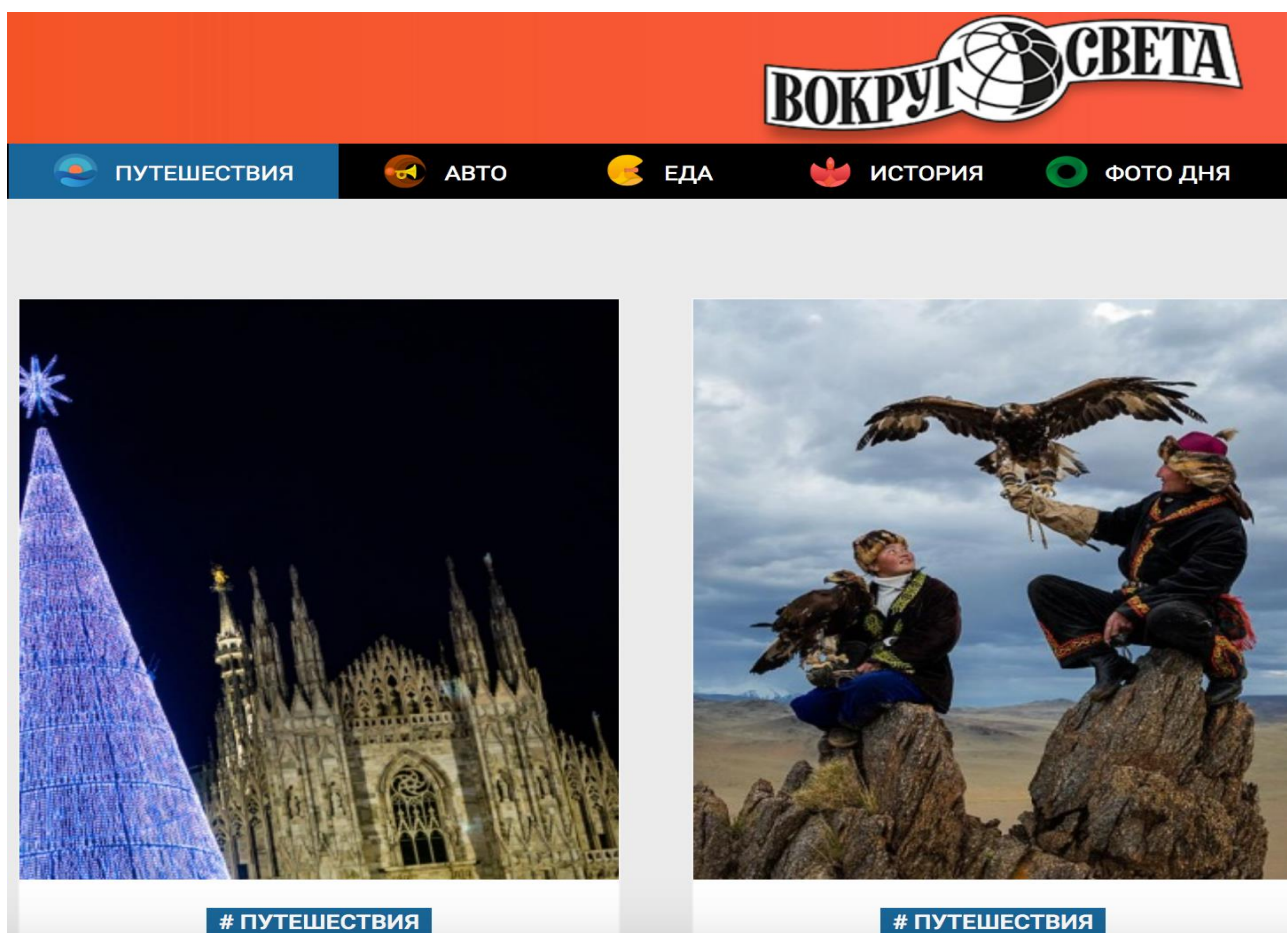 ВОКРУГ СВЕТА
ПУТЕШЕСТВИЯ
АВТО
ЕДА
ИСТОРИЯ
ФОТО ДНЯ
# ПУТЕШЕСТВИЯ
# ПУТЕШЕСТВИЯ